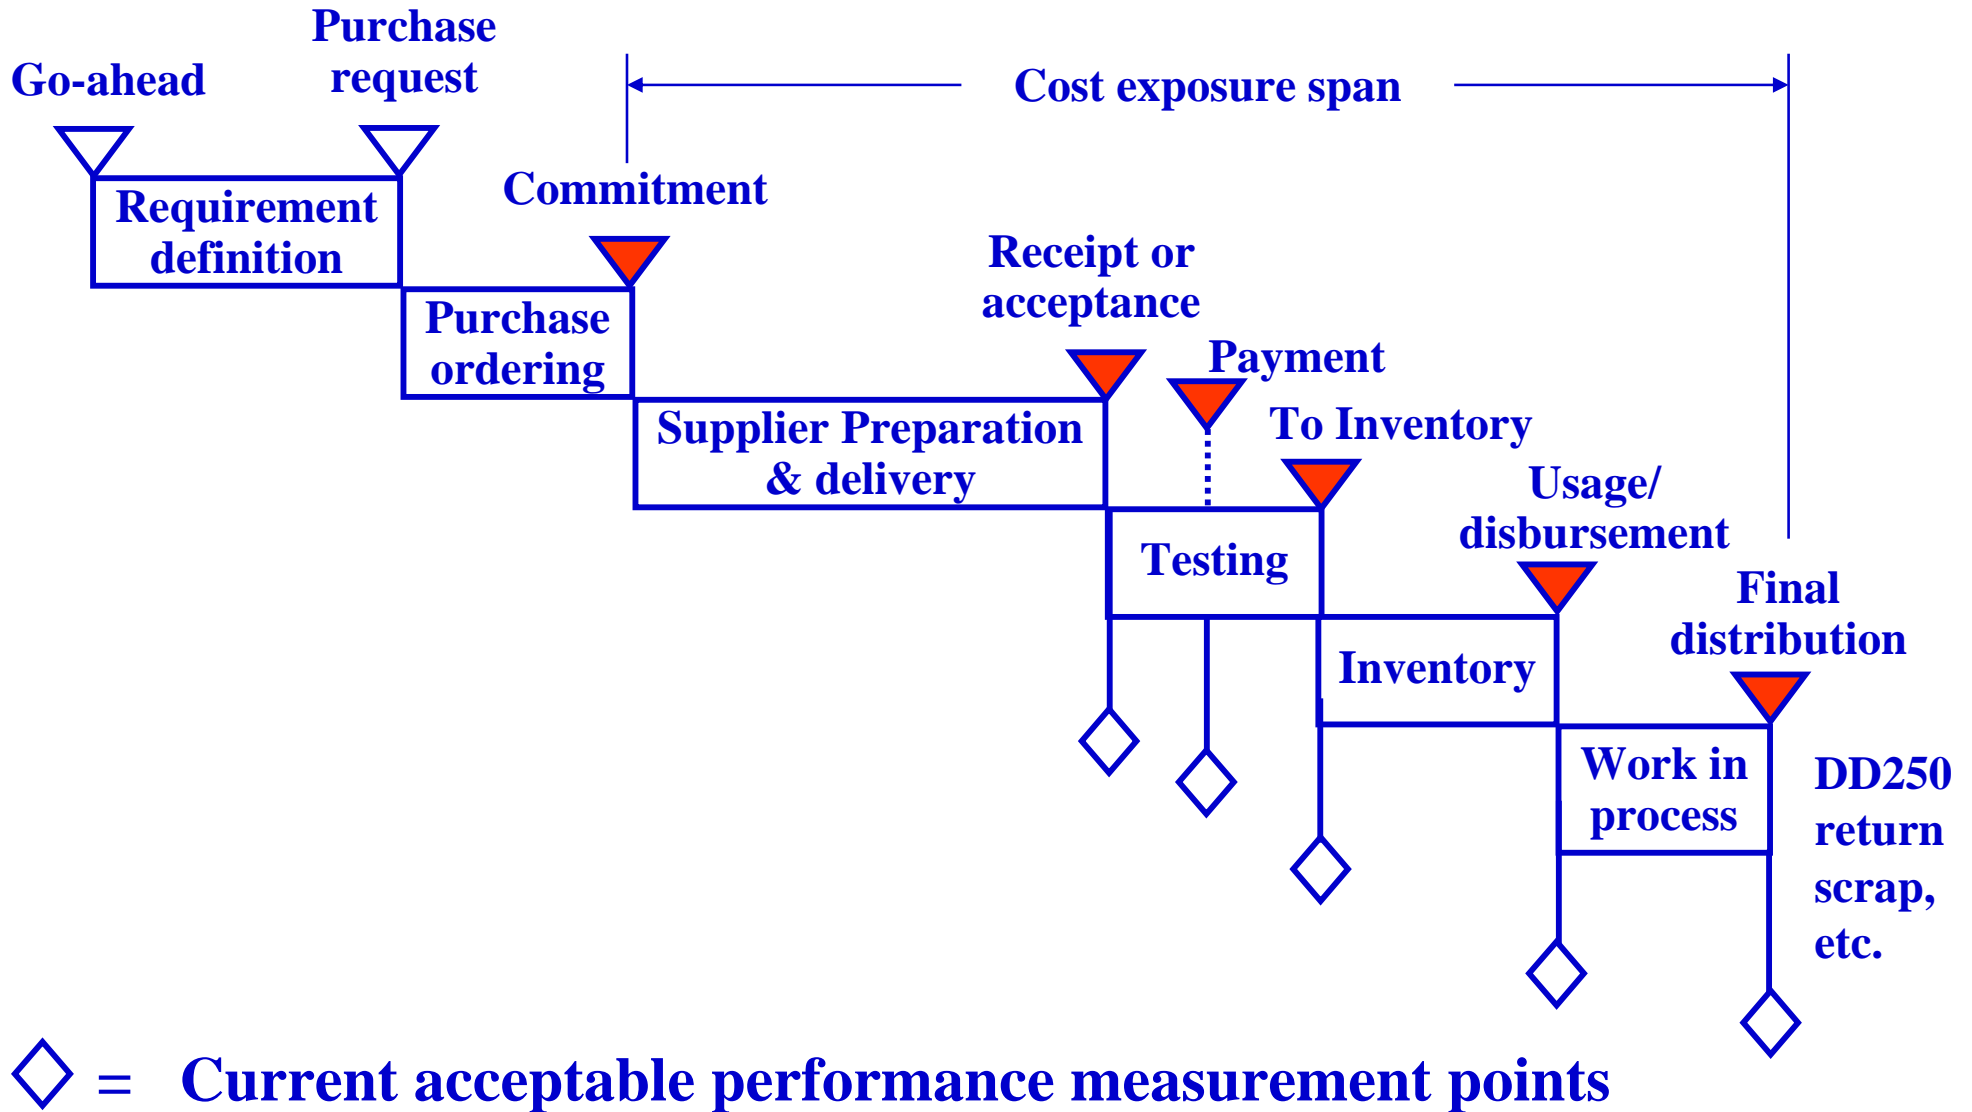 Purchase
request
Go-ahead
Cost exposure span
Commitment
Requirement
definition
Receipt or
acceptance
Purchase
ordering
Payment
To Inventory
Supplier Preparation
& delivery
Usage/
disbursement
Testing
Final
distribution
Inventory
Work in
process
DD250
return
scrap,
etc.
= Current acceptable performance measurement points